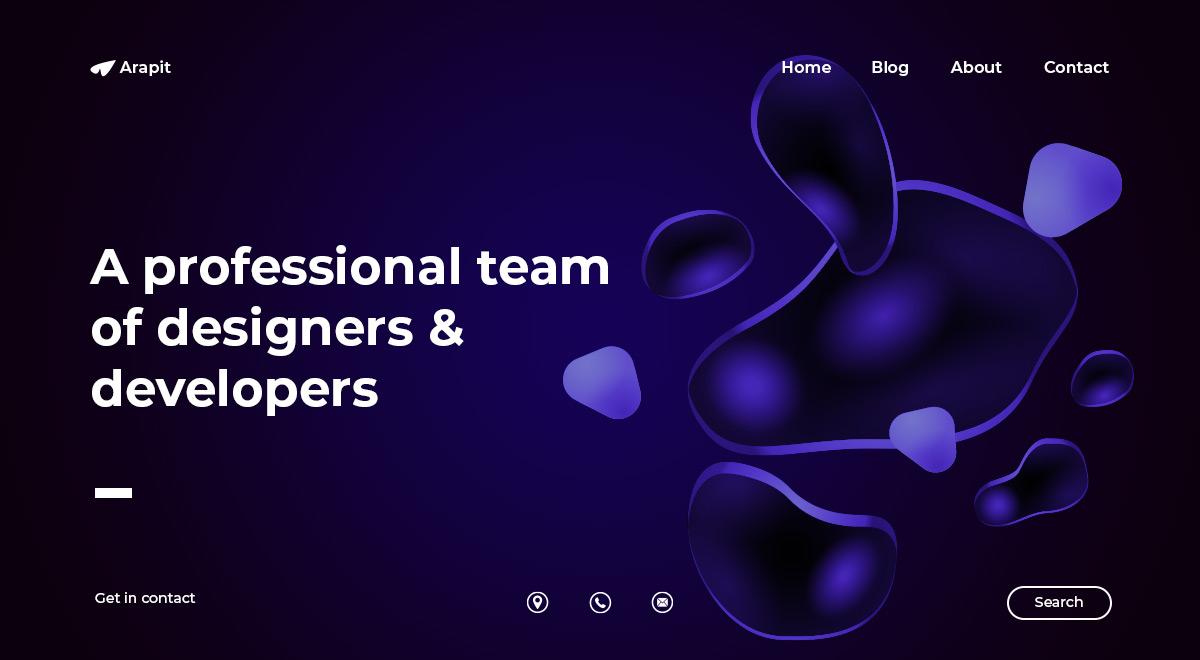 Arapit
Home Blog About Contact
A professional team
of designers &
developers
Get in contact
Search